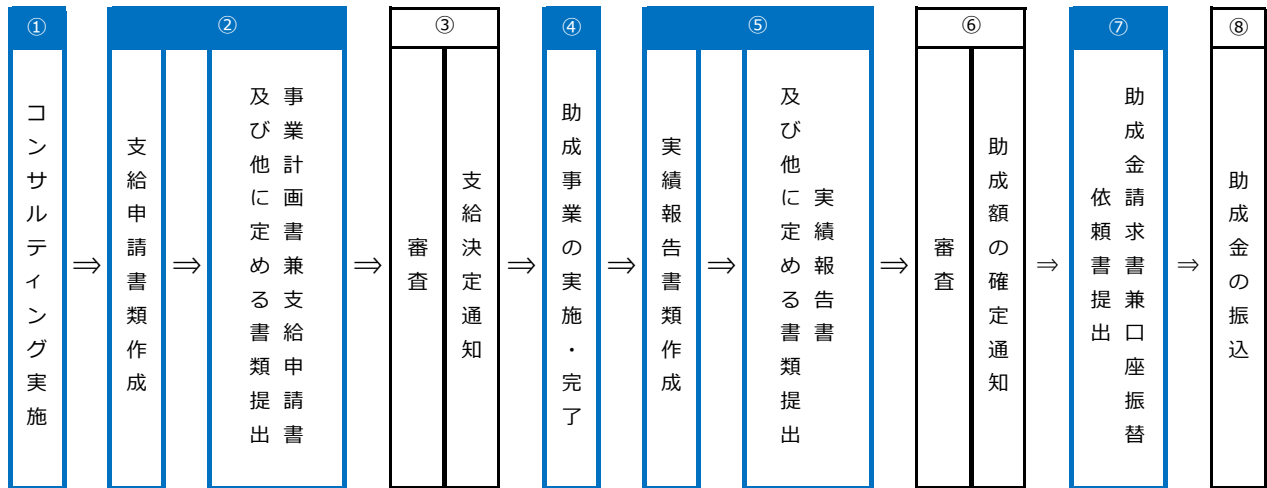 ①
コンサルティング実施
⇒
②
支給申請書類作成
⇒
事業計画書兼支給申請書
及び他に定める書類提出
⇒
③
審査
支給決定通知
⇒
④
助成事業の実施・完了
⇒
⑤
実績報告書類作成
⇒
実績報告書
及び他に定める書類提出
⇒
⑥
審査
助成額の確定通知
⇒
⑦
助成金請求書兼口座振替
依頼書提出
⇒
⑧
助成金の振込